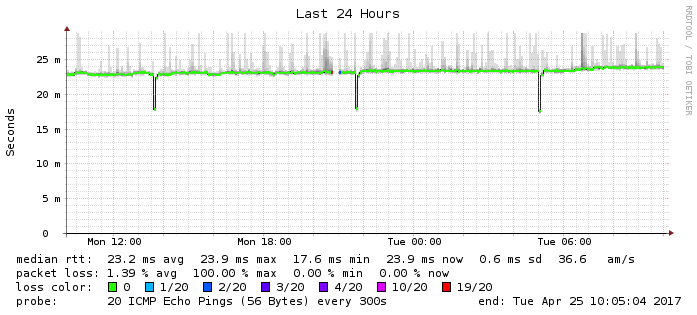 Last 24 Hours
RRDTOOL / TOBI OETIKER
Seconds
25 m
20 m
15 m
10 m
5 m
0
Mon 12:00 Mon 18:00 Tue 00:00 Tue 06:00
median rtt: 23.2 ms avg 23.9 ms max 17.6 ms min 23.9 ms now 0.6 ms sd 36.6 am/s
packet loss: 1.39 % avg 100.00 % max 0.00 % min 0.00 % now
loss color: 0 1/20 2/20 3/20 4/20 10/20 19/20
probe: 20 ICMP Echo Pings (56 Bytes) every 300s end: Tue Apr 25 10:05:04 2017